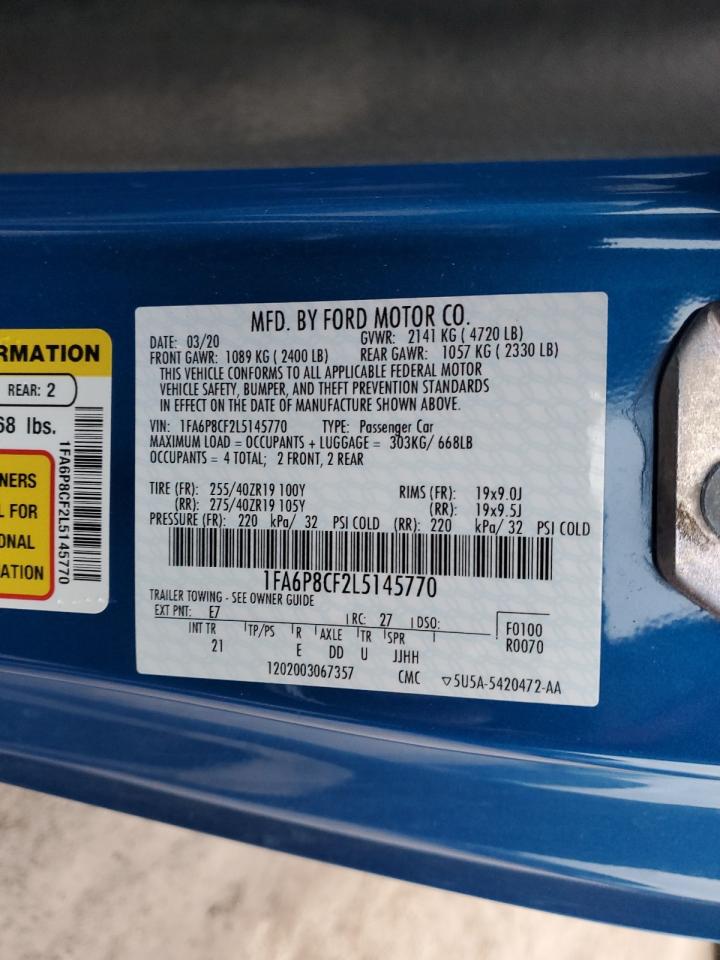 MFD. BY FORD MOTOR CO.
DATE: 03/20 GVWR: 2141 KG ( 4720 LB)
FRONT GAWR: 1089 KG ( 2400 LB) REAR GAWR: 1057 KG ( 2330 LB)
THIS VEHICLE CONFORMS TO ALL APPLICABLE FEDERAL MOTOR
VEHICLE SAFETY, BUMPER, AND THEFT PREVENTION STANDARDS
IN EFFECT ON THE DATE OF MANUFACTURE SHOWN ABOVE.
VIN: 1FA6P8CF2L5145770 TYPE: Passenger Car
MAXIMUM LOAD = OCCUPANTS + LUGGAGE = 303KG/ 668LB
OCCUPANTS = 4 TOTAL; 2 FRONT, 2 REAR
TIRE (FR): 255/40ZR19 100Y RIMS (FR): 19x9.0J
(RR): 275/40ZR19 105Y (RR): 19x9.5J
PRESSURE (FR): 220 kPa/ 32 PSI COLD (RR): 220 kPa/ 32 PSI COLD
1FA6P8CF2L5145770
TRAILER TOWING - SEE OWNER GUIDE
EXT PNT: E7 RC: 27 DSO: F0100
INT TR TP/PS R AXLE TR SPR R0070
21 E DD U JJHH
1202003067357 CMC ▽5U5A-5420472-AA
RMATION
REAR: 2
68 lbs.
NERS
L FOR
ONAL
ATION
1FA6P8CF2L5145770